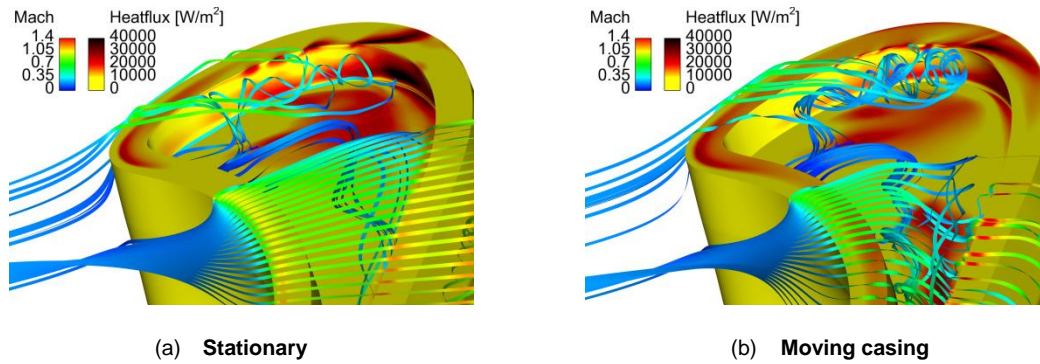 Mach Heatflux [W/m²]
1.4 40000
1.05 30000
0.7 20000
0.35 10000
0 0
Mach Heatflux [W/m²]
1.4 40000
1.05 30000
0.7 20000
0.35 10000
0 0
(a) Stationary
(b) Moving casing